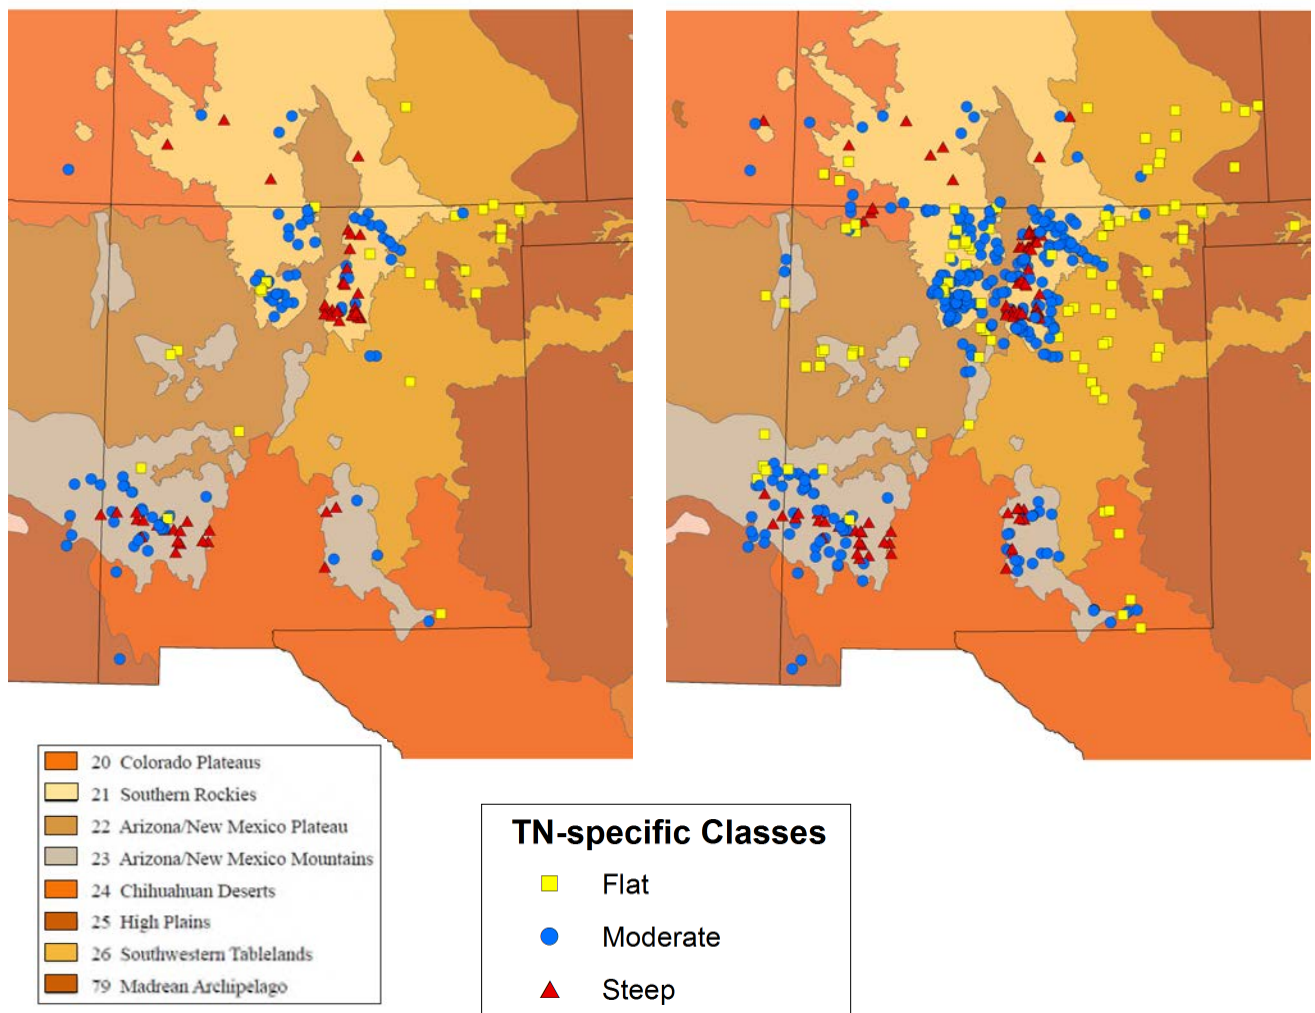 20 Colorado Plateaus
21 Southern Rockies
22 Arizona/New Mexico Plateau
23 Arizona/New Mexico Mountains
24 Chihuahuan Deserts
25 High Plains
26 Southwestern Tablelands
79 Madrean Archipelago
TN-specific Classes
Flat
Moderate
Steep